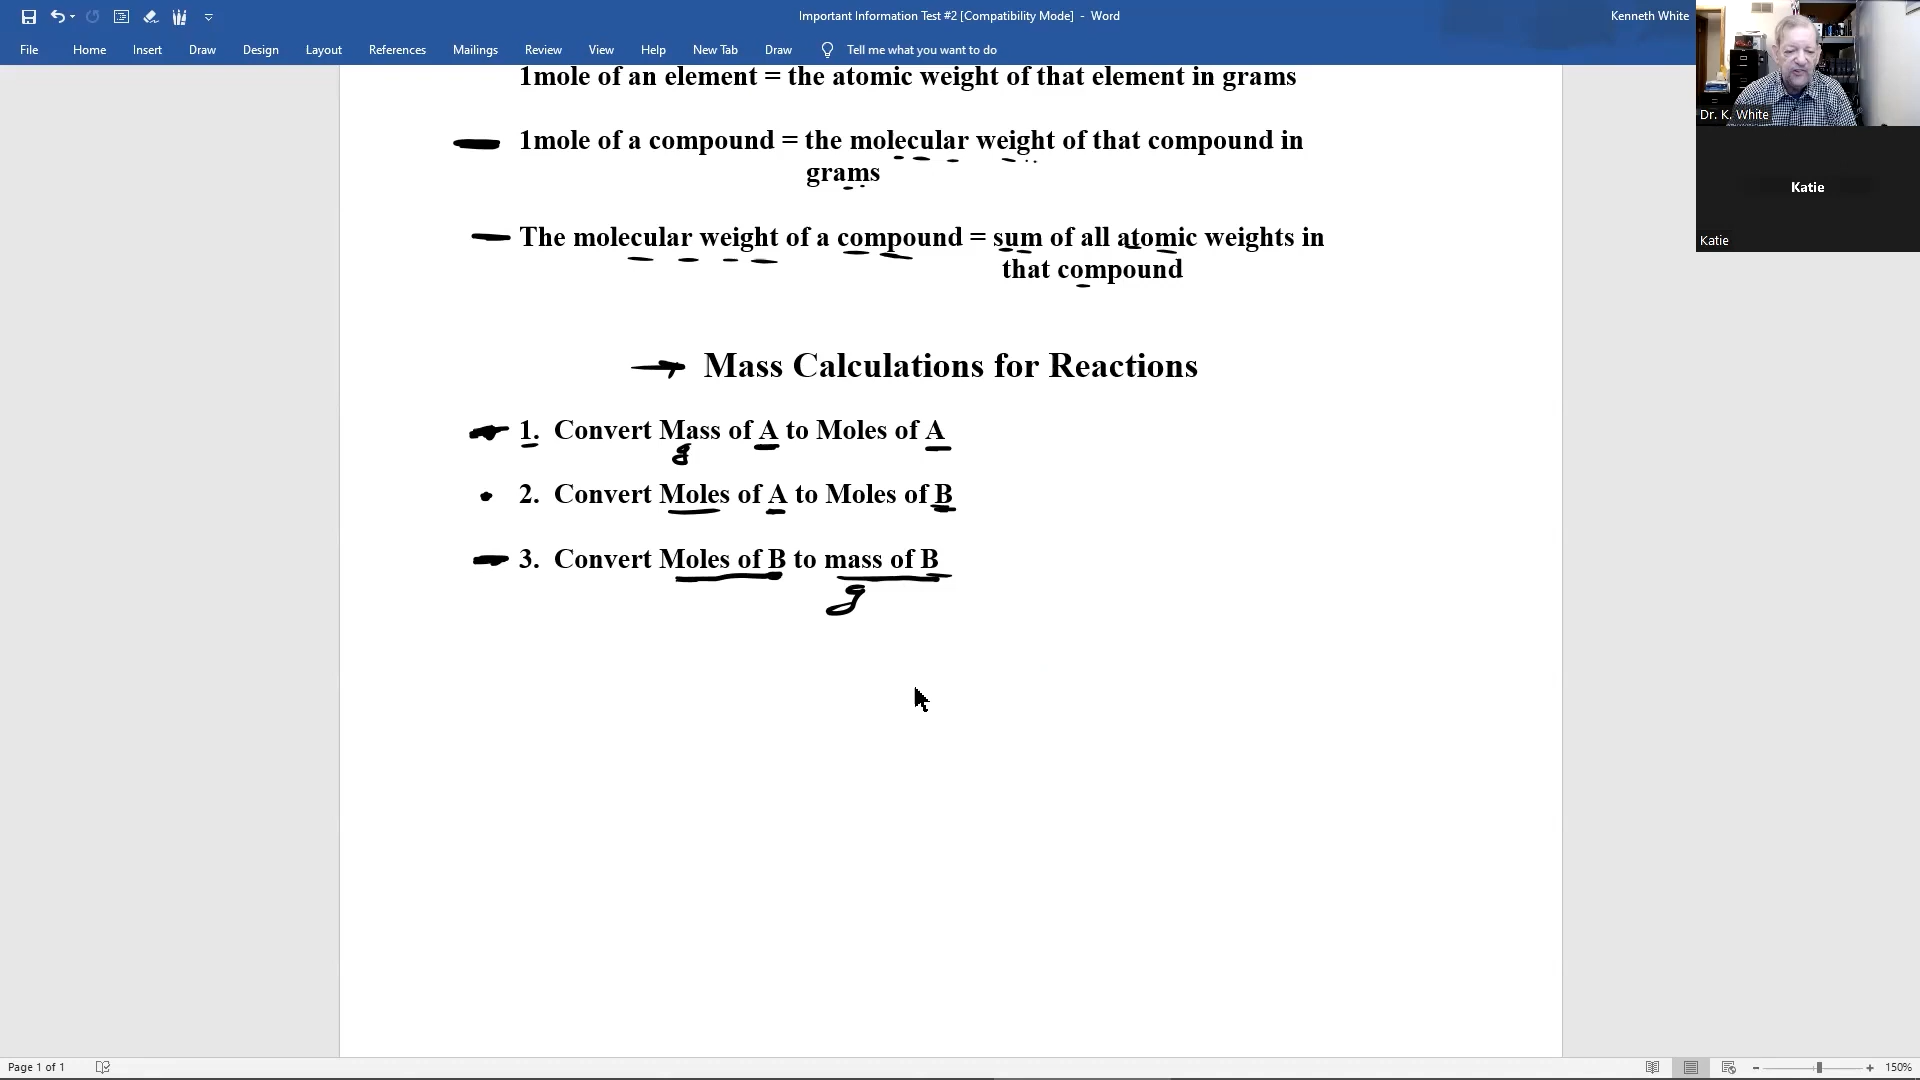 Important Information Test #2 [Compatibility Mode] - Word
Kenneth White
File Home Insert Draw Design Layout References Mailings Review View Help New Tab Draw Tell me what you want to do
1mole of an element = the atomic weight of that element in grams
1mole of a compound = the molecular weight of that compound in
grams
The molecular weight of a compound = sum of all atomic weights in
that compound
Mass Calculations for Reactions
1. Convert Mass of A to Moles of A
g
2. Convert Moles of A to Moles of B
3. Convert Moles of B to mass of B
g
Dr. K. White
Katie
Katie
Page 1 of 1
150%